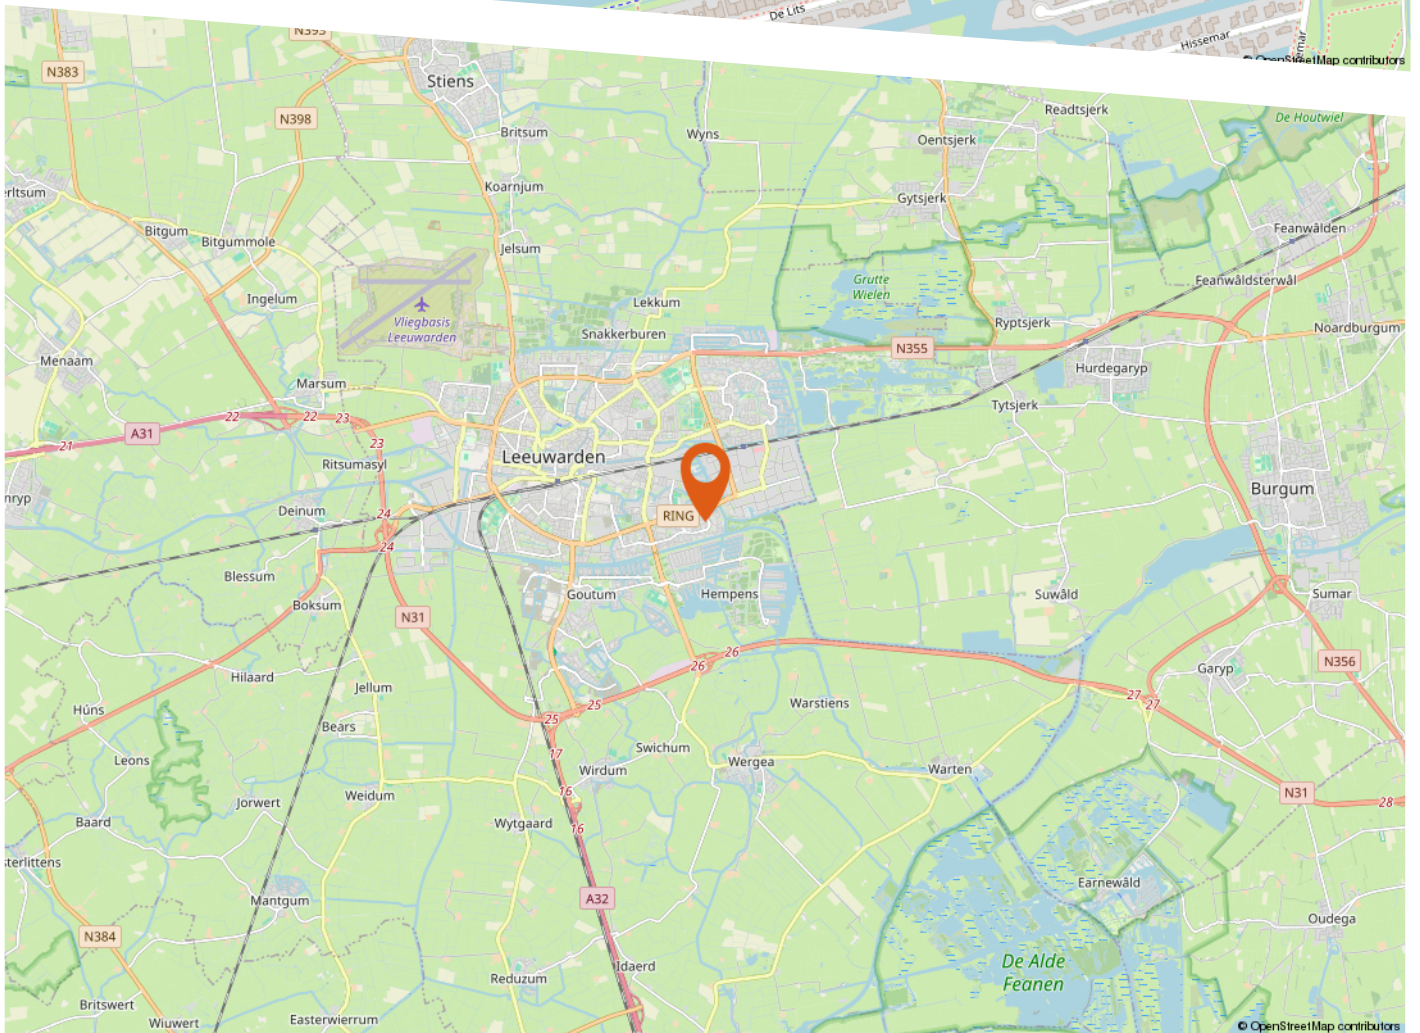 De Lits
Hissemar
© OpenStreetMap contributors
N393
N383
Stiens
N398
Britsum
Wyns
Readtsjerk
De Houtwiel
Oentsjerk
Koarnjum
Gytsjerk
Bitgum
Bitgummole
Jelsum
Feanwâlden
Grutte
Wielen
Feanwâldsterwâl
Ingelum
Lekkum
Vliegbasis
Leeuwarden
Snakkerburen
Ryptsjerk
Noardburgum
N355
Menaam
Marsum
Hurdegaryp
Tytsjerk
22
22
23
A31
21
23
Leeuwarden
Ritsumasyl
Burgum
Deinum
24
RING
24
Blessum
Goutum
Hempens
Suwâld
Sumar
Boksum
N31
26
26
N356
Garyp
Hilaard
Jellum
27
27
Húns
25
25
Warstiens
Bears
Swichum
17
Leons
Wirdum
Wergea
Warten
16
Weidum
N31
28
Jorwert
Baard
Wytgaard
16
sterlittens
Earnewâld
A32
Mantgum
Oudega
N384
De Alde
Feanen
Idaerd
Reduzum
Britswert
Wiuwert
Easterwierrum
© OpenStreetMap contributors